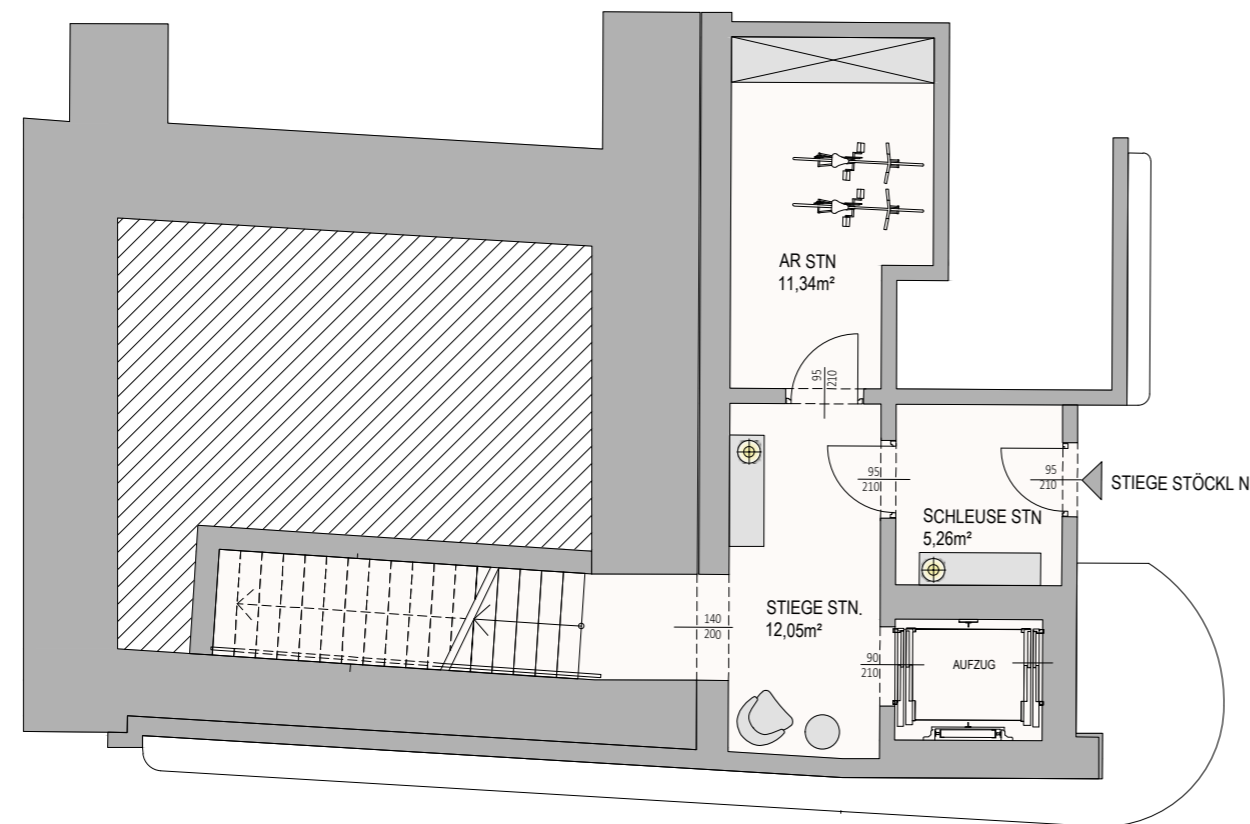 AR STN
11,34m²
95
210
95
210
95
210
STIEGE STÖCKL N
SCHLEUSE STN
5,26m²
STIEGE STN.
12,05m²
140
200
90
210
AUFZUG